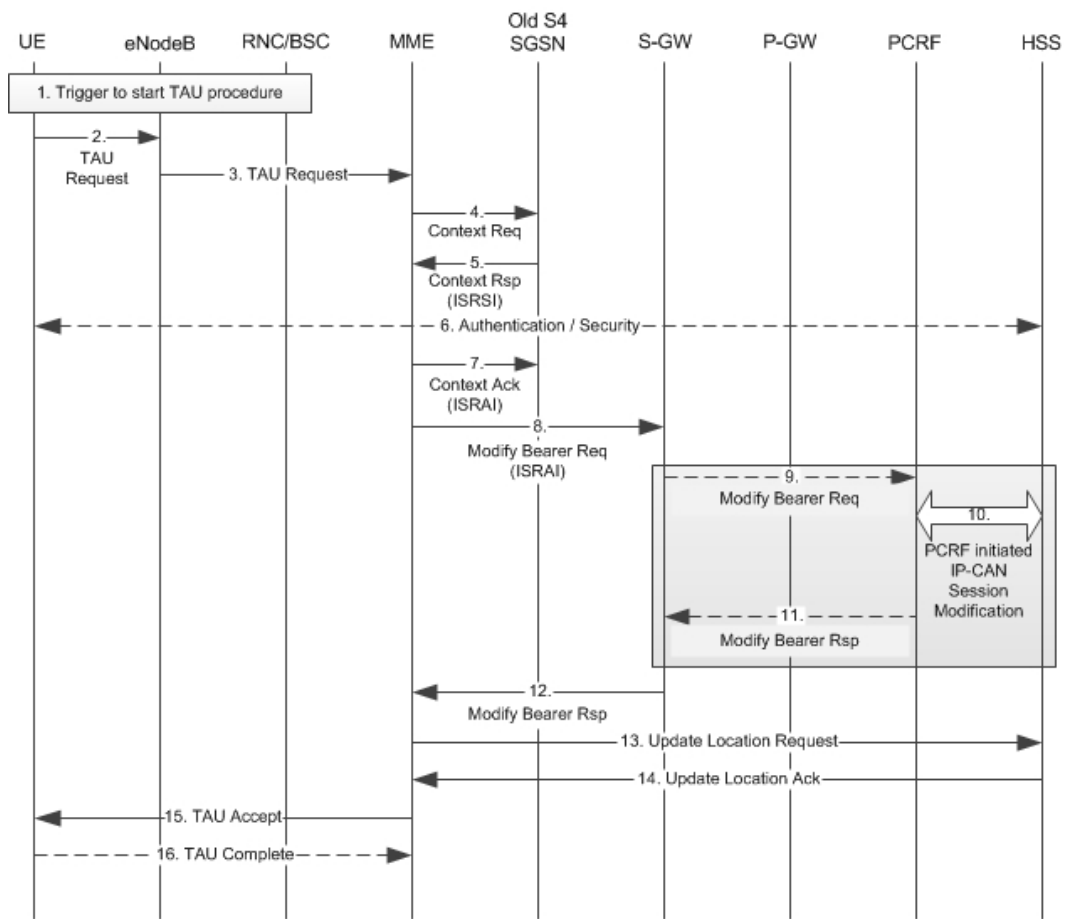 Old S4
UE eNodeB RNC/BSC MME SGSN S-GW P-GW PCRF HSS
1. Trigger to start TAU procedure
2.
TAU
Request
3. TAU Request
4.
Context Req
5.
Context Rsp
(ISRSI)
6. Authentication / Security
7.
Context Ack
(ISRAI)
8.
Modify Bearer Req
(ISRAI)
9.
Modify Bearer Req
10.
PCRF initiated
IP-CAN
Session
Modification
11.
Modify Bearer Rsp
12.
Modify Bearer Rsp
13. Update Location Request
14. Update Location Ack
15. TAU Accept
16. TAU Complete